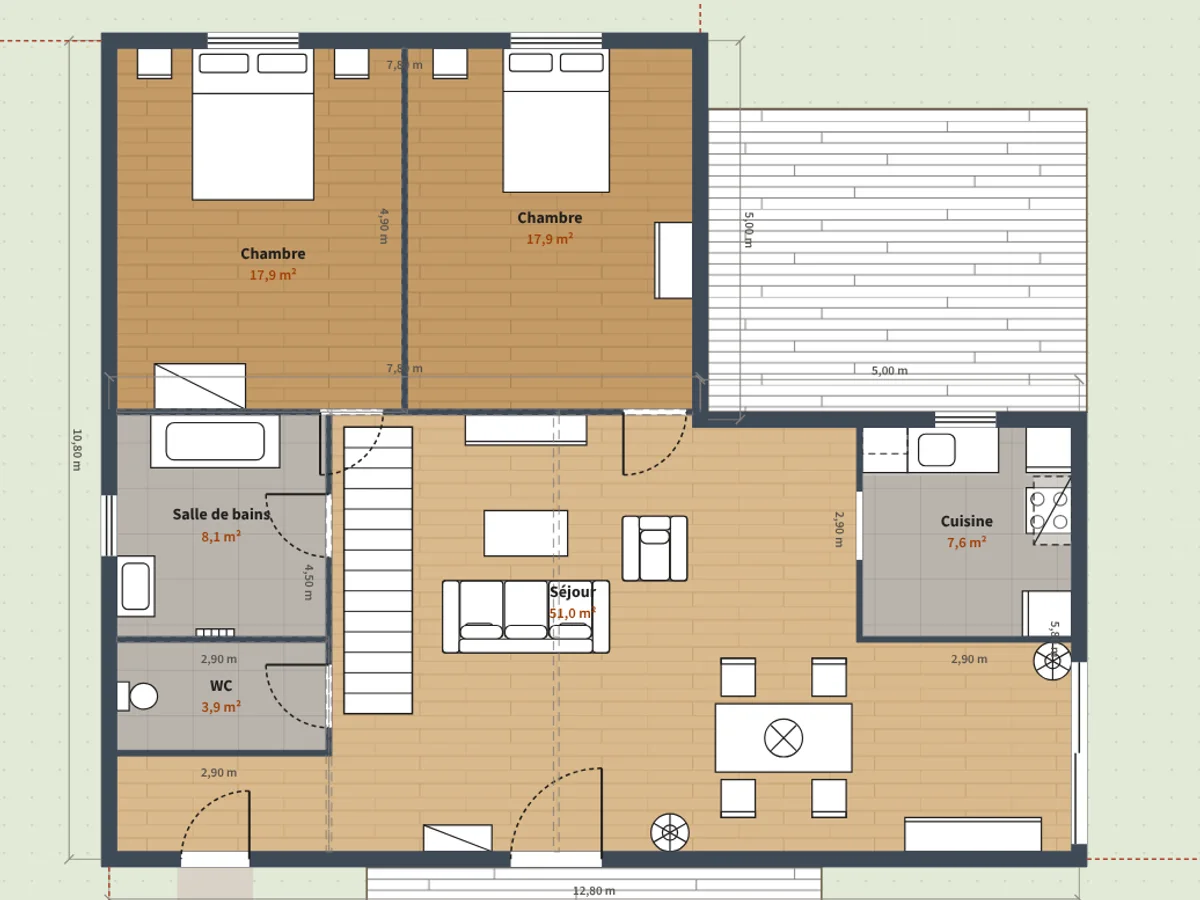 7,80 m
4,90 m
5,00 m
Chambre
17,9 m²
Chambre
17,9 m²
7,80 m
5,00 m
10,80 m
Salle de bains
8,1 m²
4,50 m
2,90 m
Cuisine
7,6 m²
Séjour
51,0 m²
2,90 m
WC
3,9 m²
2,90 m
2,90 m
12,80 m